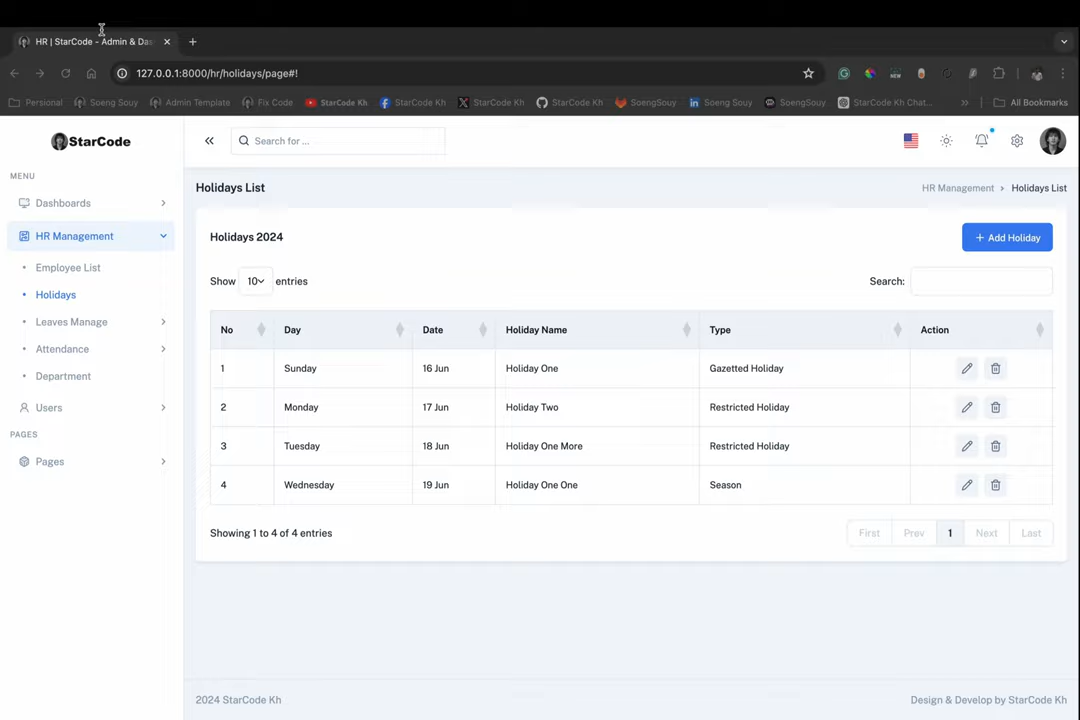 HR | StarCode - Admin & Das
127.0.0.1:8000/hr/holidays/page#!
Personal
Soeng Souy
Admin Template
Fix Code
StarCode Kh
StarCode Kh
StarCode Kh
StarCode Kh
SoengSouy
Soeng Souy
SoengSouy
StarCode Kh Chat...
All Bookmarks
StarCode
Search for ...
MENU
Dashboards
HR Management
Employee List
Holidays
Leaves Manage
Attendance
Department
Users
PAGES
Pages
Holidays List
HR Management
Holidays List
Holidays 2024
+ Add Holiday
Show 10 entries
Search:
No Day Date Holiday Name Type Action
1 Sunday 16 Jun Holiday One Gazetted Holiday
2 Monday 17 Jun Holiday Two Restricted Holiday
3 Tuesday 18 Jun Holiday One More Restricted Holiday
4 Wednesday 19 Jun Holiday One One Season
Showing 1 to 4 of 4 entries
First Prev 1 Next Last
2024 StarCode Kh
Design & Develop by StarCode Kh